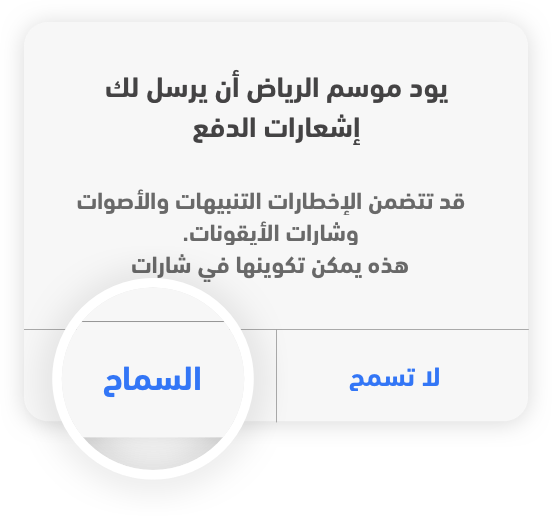 يود موسم الرياض أن يرسل لك
إشعارات الدفع
قد تتضمن الإخطارات التنبيهات والأصوات
وشارات الأيقونات.
هذه يمكن تكوينها في شارات
لا تسمح
السماح